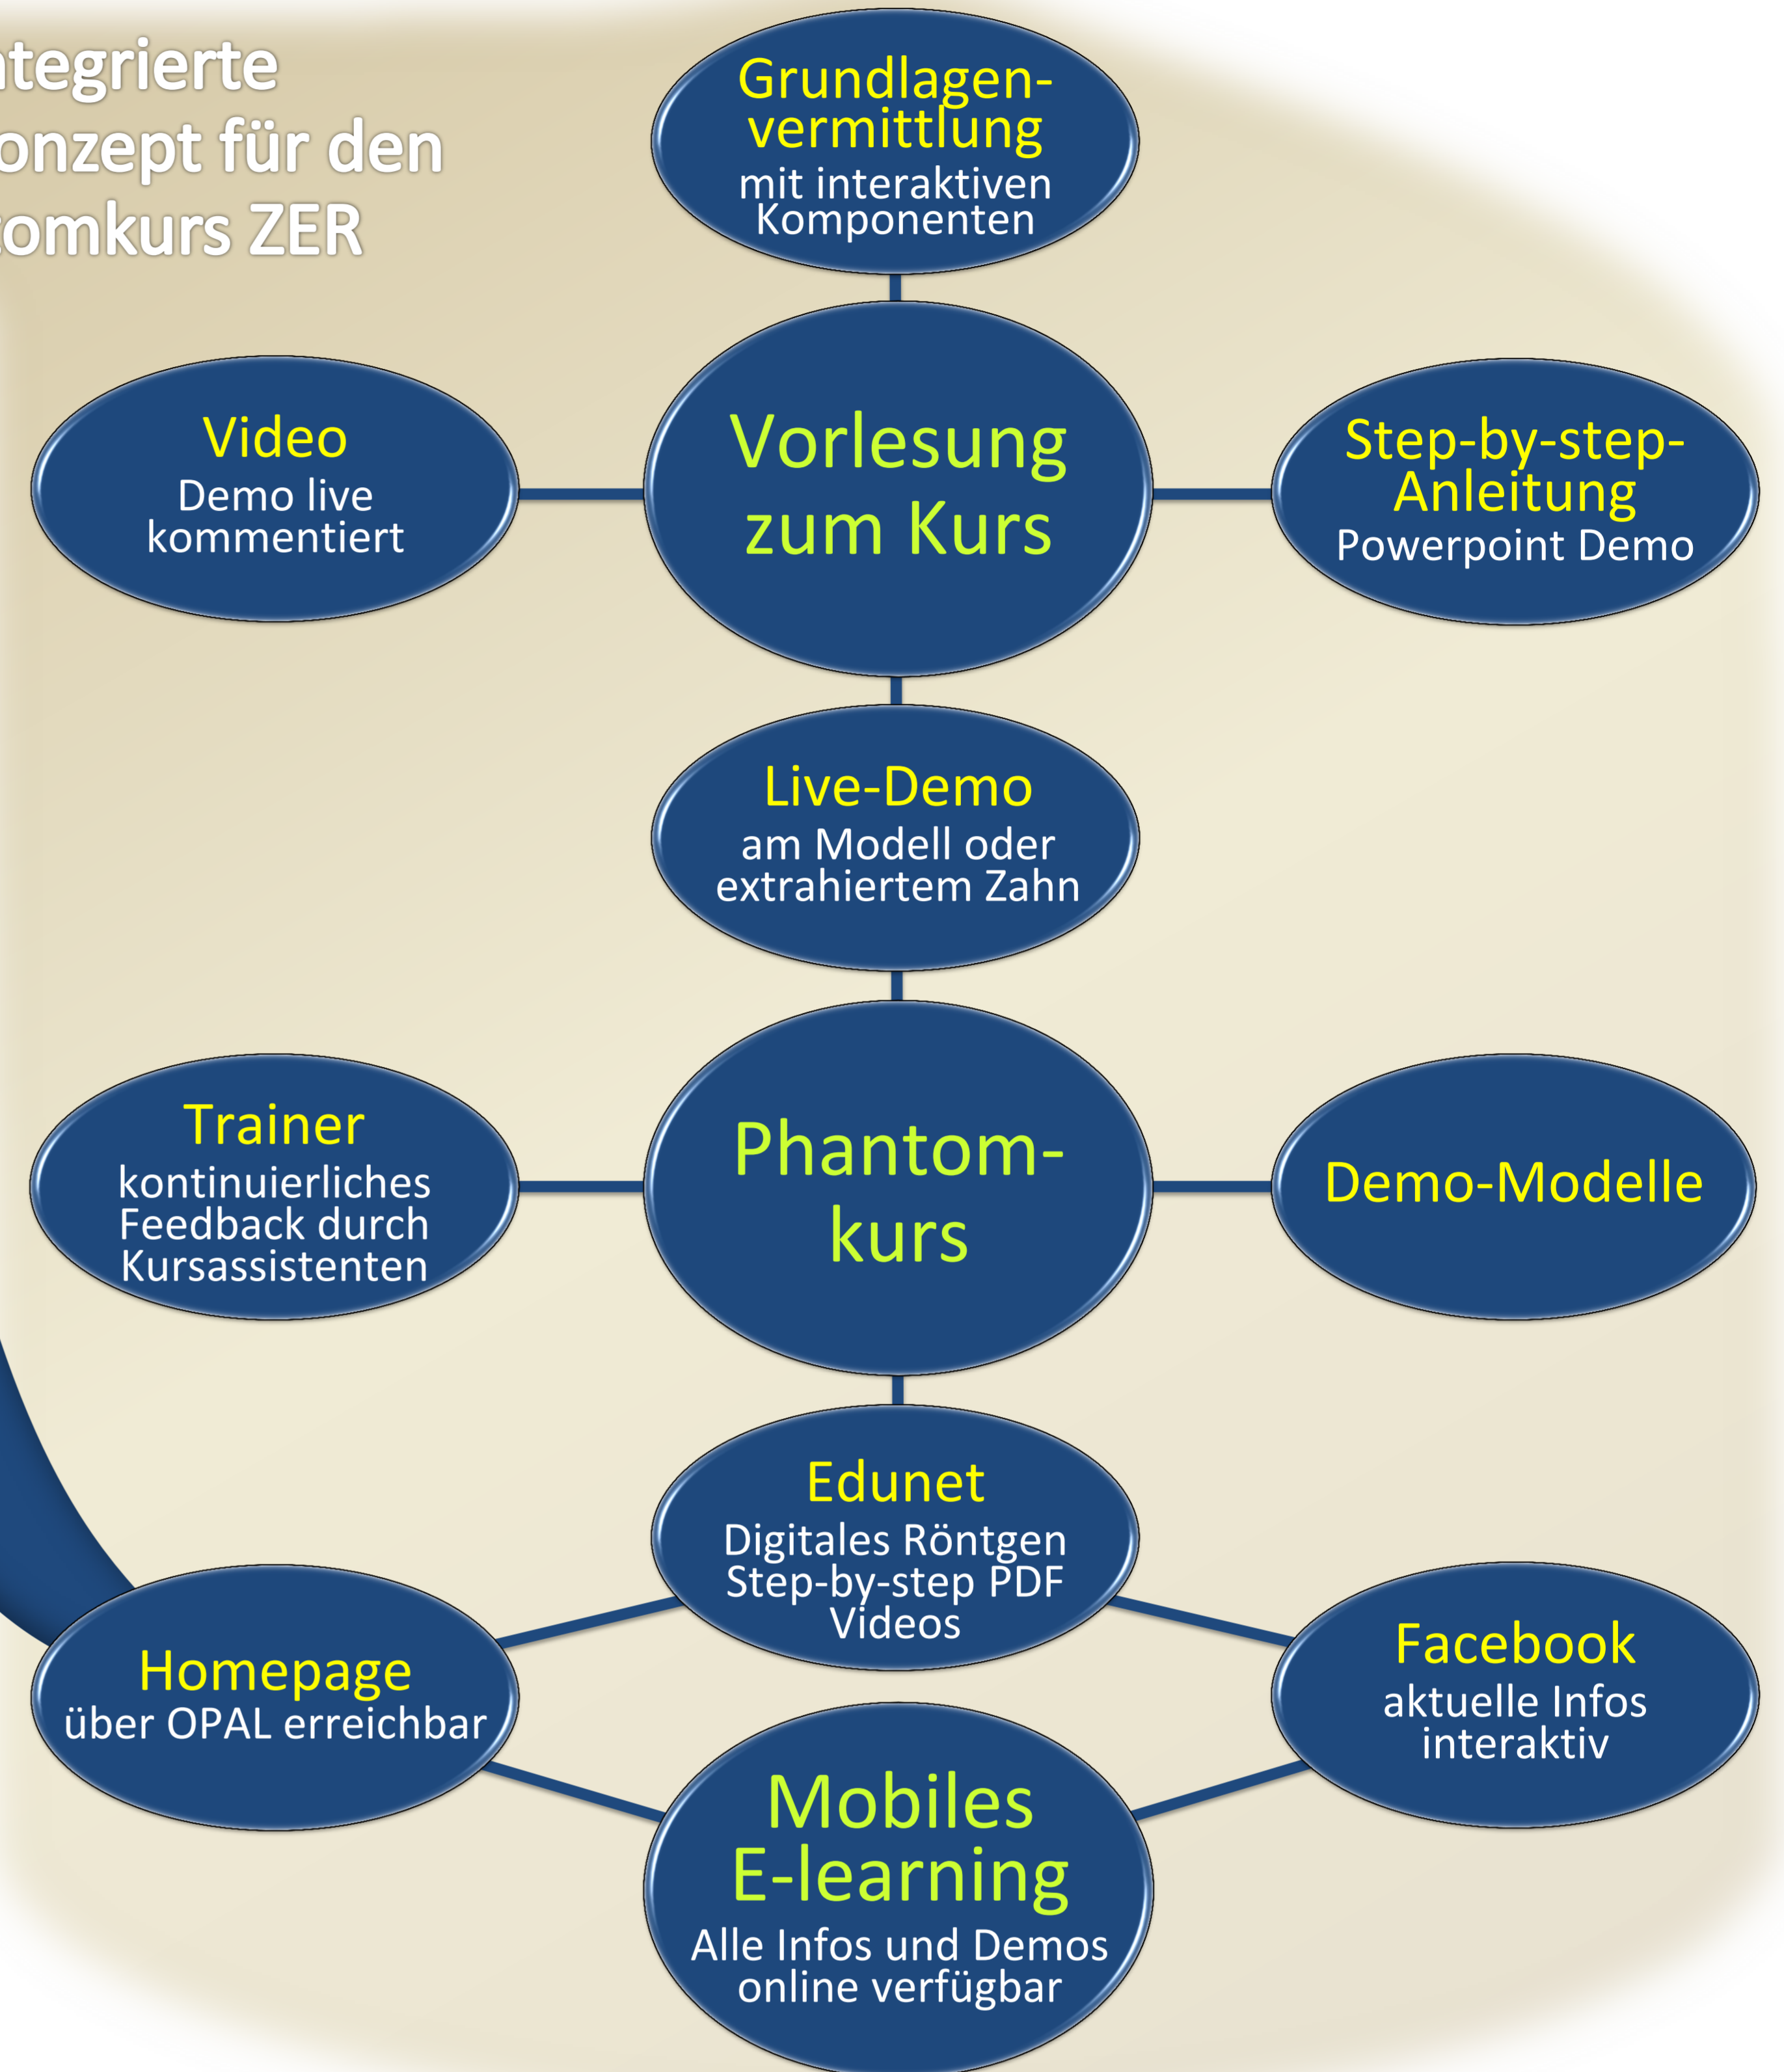 ntegrierte
onzept für den
tomkurs ZER
Grundlagen-
vermittlung
mit interaktiven
Komponenten
Video
Demo live
kommentiert
Vorlesung
zum Kurs
Step-by-step-
Anleitung
Powerpoint Demo
Live-Demo
am Modell oder
extrahiertem Zahn
Trainer
kontinuierliches
Feedback durch
Kursassistenten
Phantom-
kurs
Demo-Modelle
Edunet
Digitales Röntgen
Step-by-step PDF
Videos
Homepage
über OPAL erreichbar
Facebook
aktuelle Infos
interaktiv
Mobiles
E-learning
Alle Infos und Demos
online verfügbar